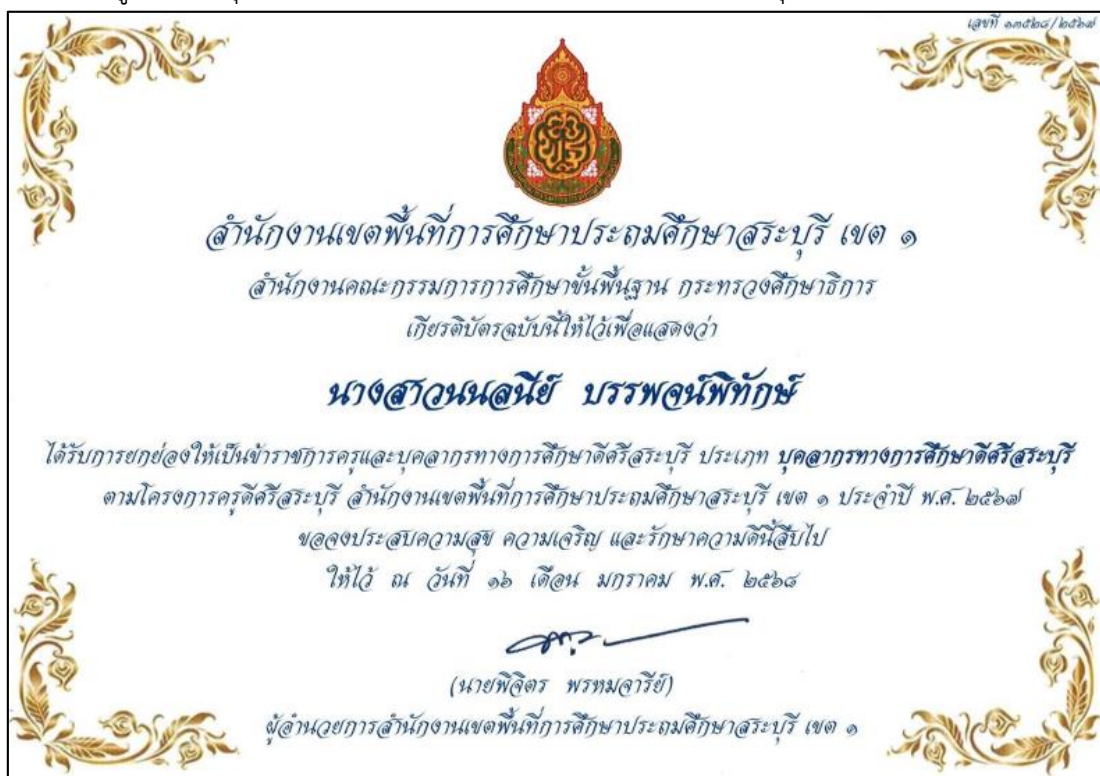 เลขที่ ๑๓๕๒๘/๒๕๖๗
สำนักงานเขตพื้นที่การศึกษาประถมศึกษาสระบุรี เขต ๑
สำนักงานคณะกรรมการการศึกษาขั้นพื้นฐาน กระทรวงศึกษาธิการ
เกียรติบัตรฉบับนี้ให้ไว้เพื่อแสดงว่า
นางสาวนลนีย์ บรรพจน์พิทักษ์
ได้รับการยกย่องให้เป็นข้าราชการครูและบุคลากรทางการศึกษาดีศรีสระบุรี ประเภท บุคลากรทางการศึกษาดีศรีสระบุรี
ตามโครงการครูดีศรีสระบุรี สำนักงานเขตพื้นที่การศึกษาประถมศึกษาสระบุรี เขต ๑ ประจำปี พ.ศ. ๒๕๖๗
ขอจงประสบความสุข ความเจริญ และรักษาความดีนี้สืบไป
ให้ไว้ ณ วันที่ ๑๖ เดือน มกราคม พ.ศ. ๒๕๖๘
(นายพิจิตร พรหมจารีย์)
ผู้อำนวยการสำนักงานเขตพื้นที่การศึกษาประถมศึกษาสระบุรี เขต ๑